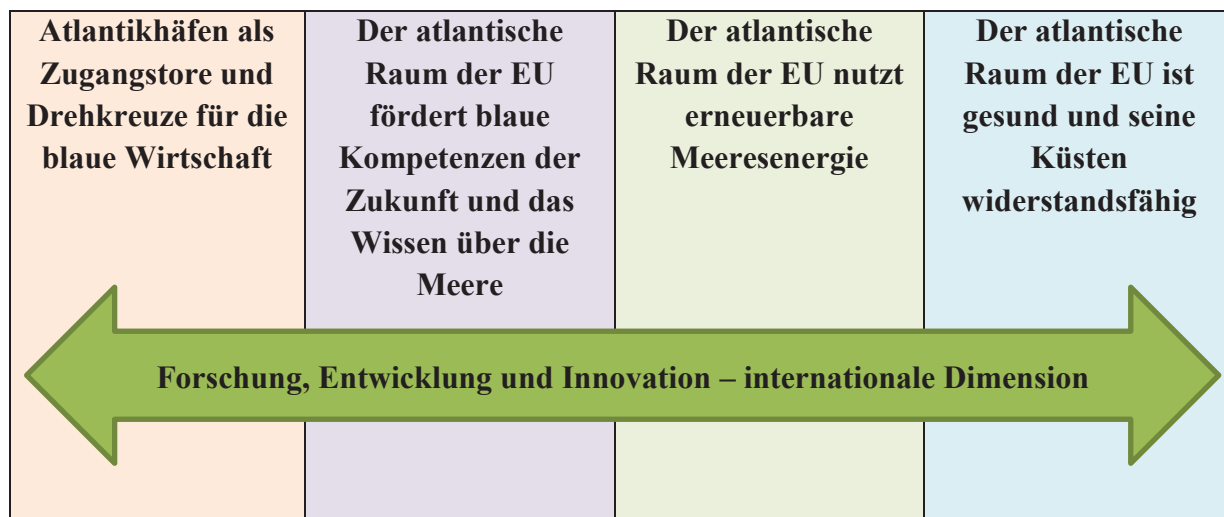 Atlantikhäfen als
Zugangstore und
Drehkreuze für die
blaue Wirtschaft
Der atlantische
Raum der EU
fördert blaue
Kompetenzen der
Zukunft und das
Wissen über die
Meere
Der atlantische
Raum der EU nutzt
erneuerbare
Meeresenergie
Der atlantische
Raum der EU ist
gesund und seine
Küsten
widerstandsfähig
Forschung, Entwicklung und Innovation – internationale Dimension